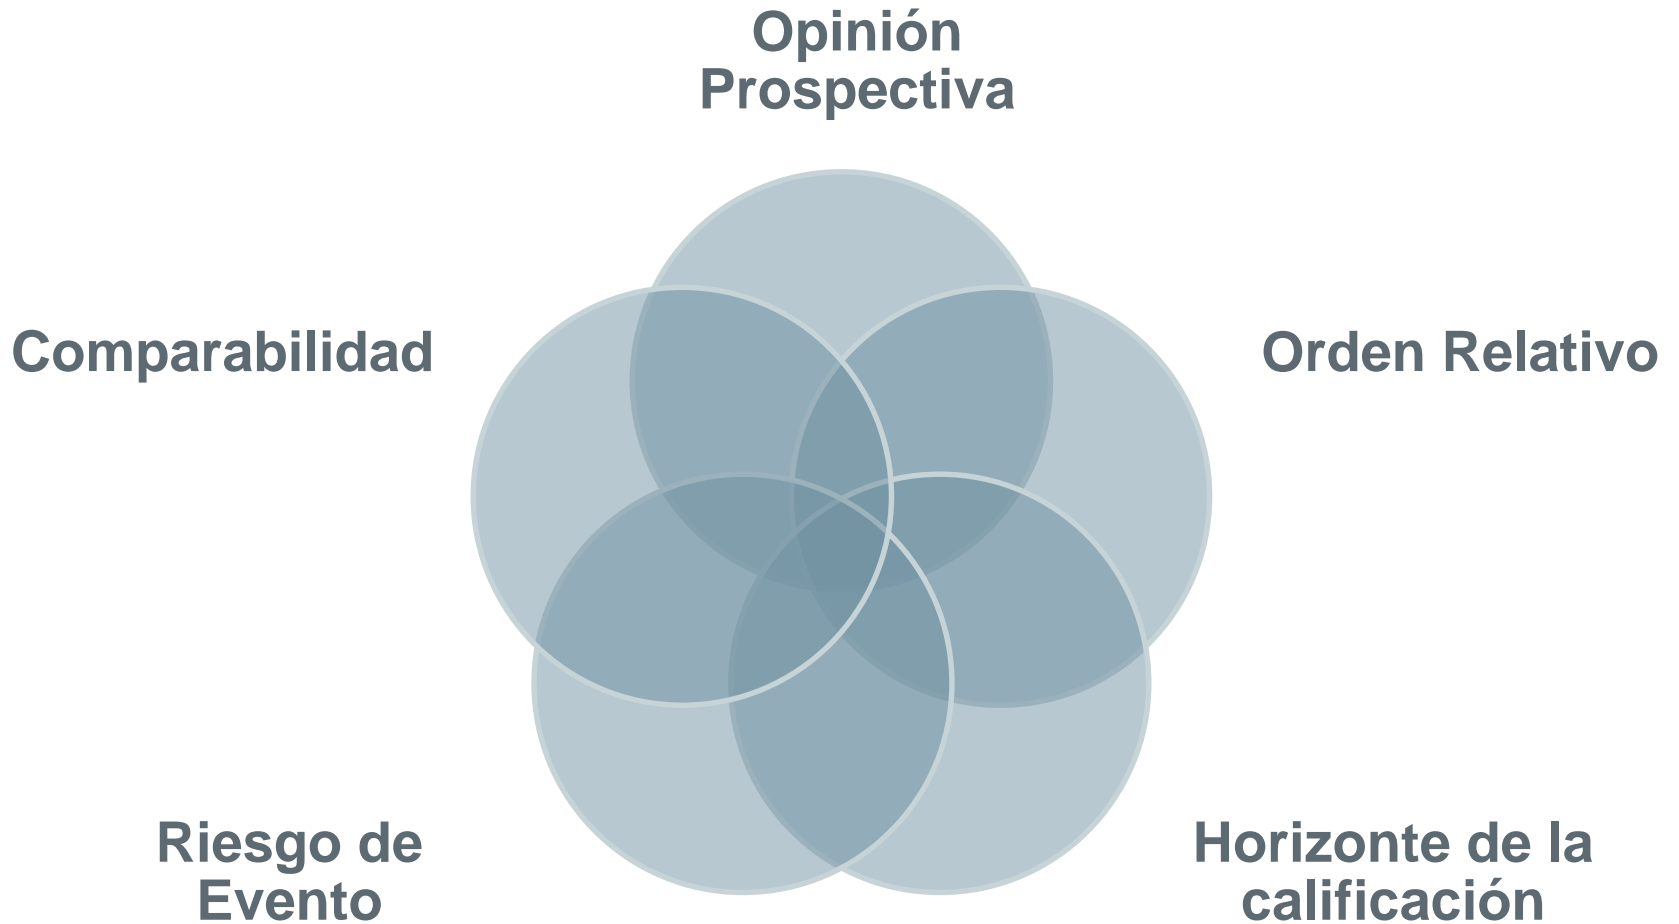 Opinión
Prospectiva
Comparabilidad
Orden Relativo
Riesgo de
Evento
Horizonte de la
calificación